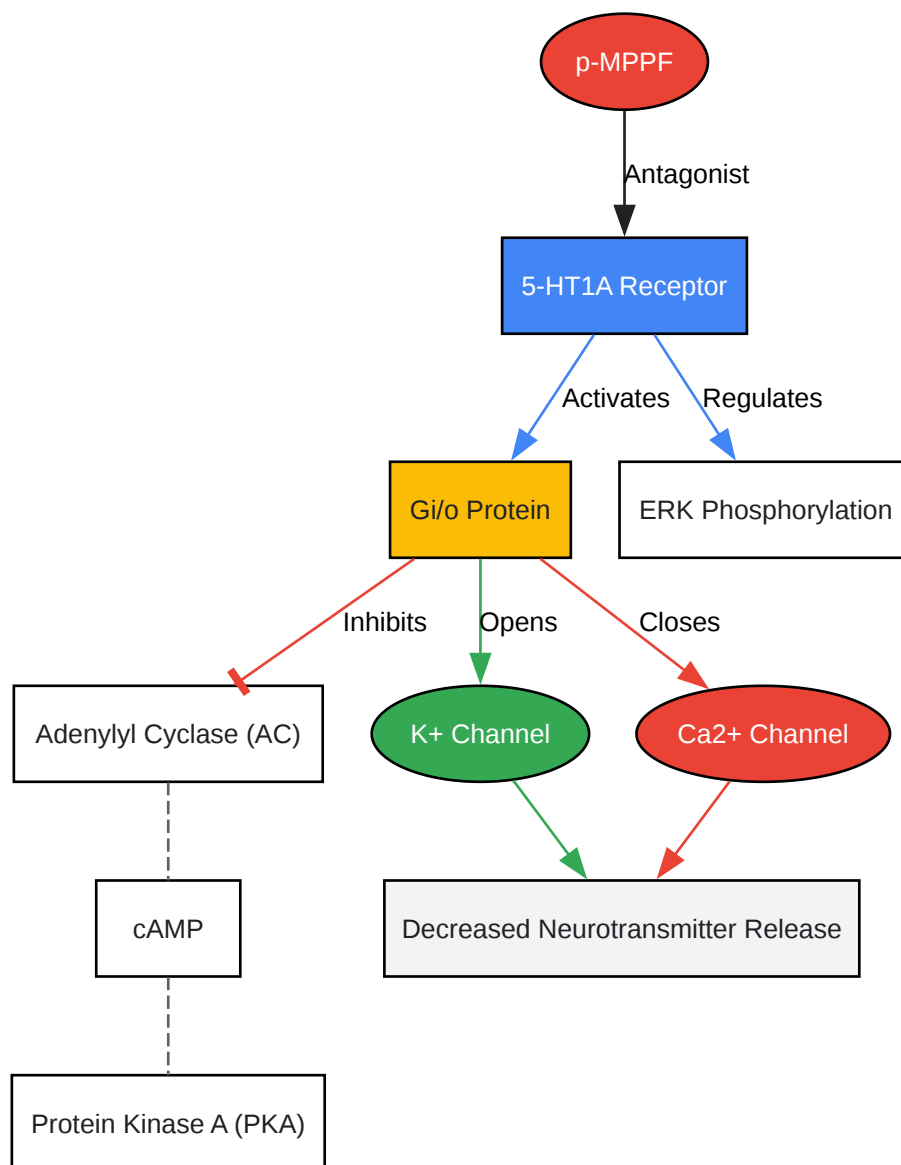 p-MPPF
Antagonist
5-HT1A Receptor
Activates
Regulates
Gi/o Protein
ERK Phosphorylation
Inhibits
Opens
Closes
Adenylyl Cyclase (AC)
K+ Channel
Ca2+ Channel
cAMP
Decreased Neurotransmitter Release
Protein Kinase A (PKA)